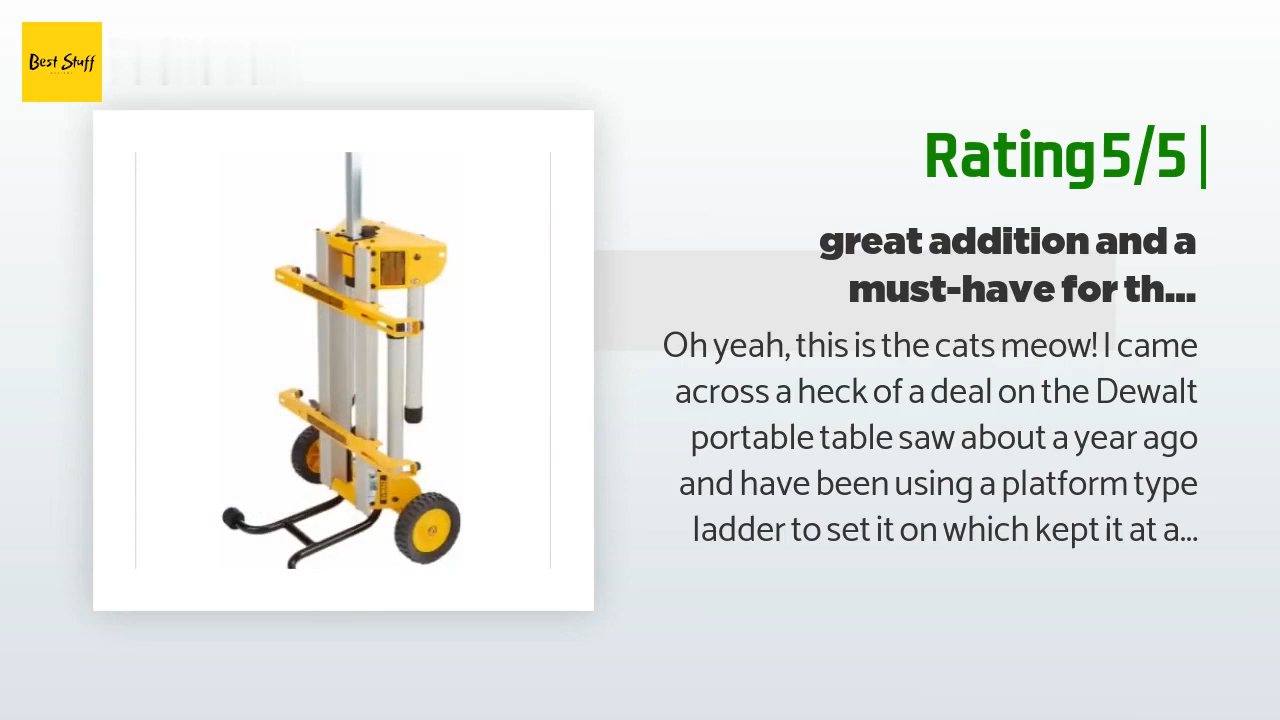 Best Stuff
Rating 5/5 |
great addition and a
must-have for th...
Oh yeah, this is the cats meow! I came
across a heck of a deal on the Dewalt
portable table saw about a year ago
and have been using a platform type
ladder to set it on which kept it at a...